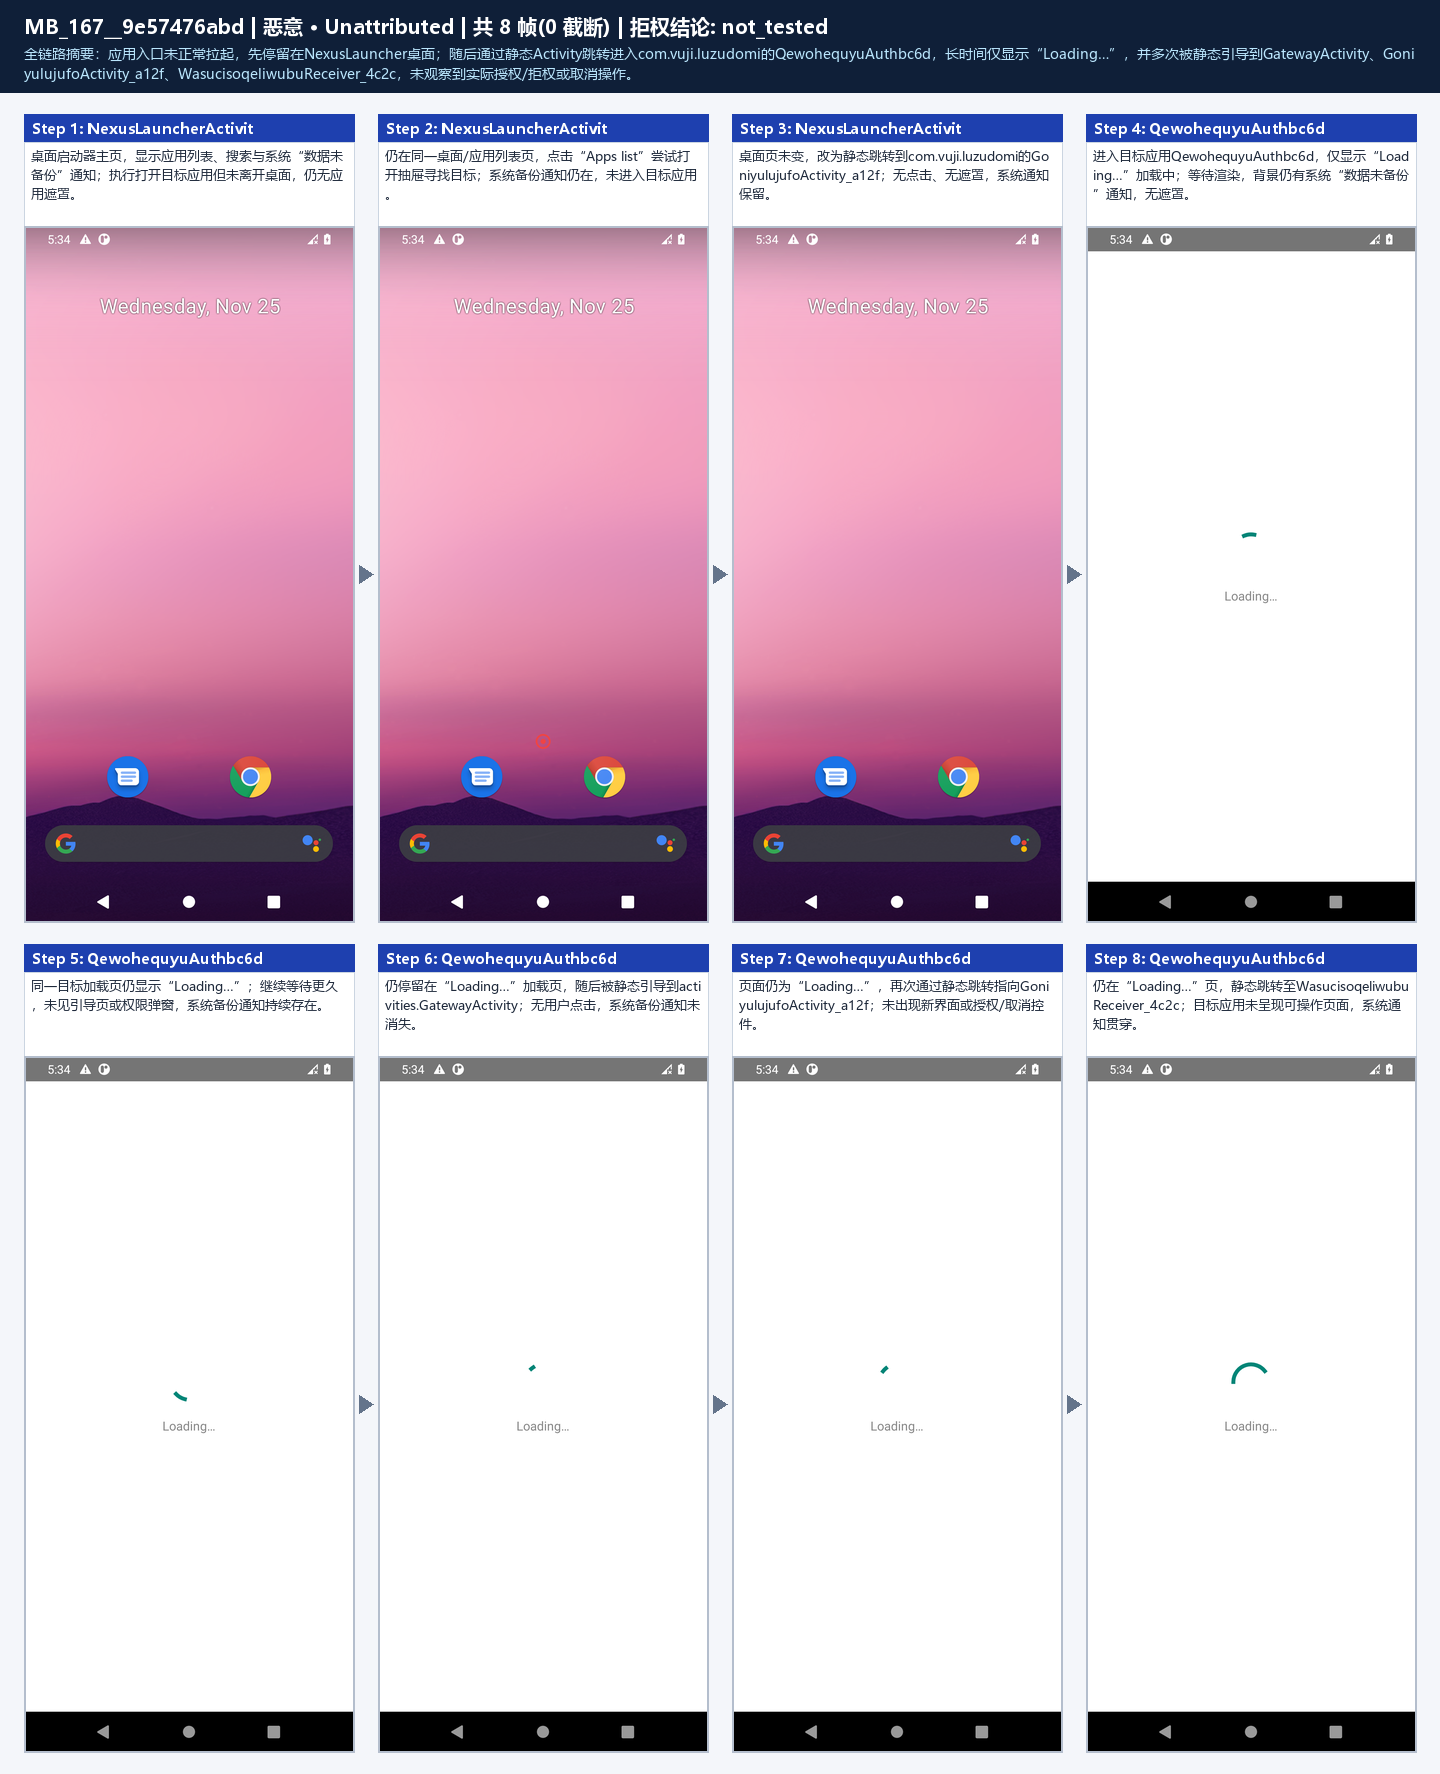 MB_167__9e57476abd | 恶意 • Unattributed | 共 8 帧(0 截断) | 拒权结论: not_tested
全链路摘要：应用入口未正常拉起，先停留在NexusLauncher桌面；随后通过静态Activity跳转进入com.vuji.luzudomi的QewohequyuAuthbc6d，长时间仅显示“Loading…”，并多次被静态引导到GatewayActivity、Goni
yulujufoActivity_a12f、WasucisoqeliwubuReceiver_4c2c，未观察到实际授权/拒权或取消操作。
Step 1: NexusLauncherActivit
桌面启动器主页，显示应用列表、搜索与系统“数据未
备份”通知；执行打开目标应用但未离开桌面，仍无应
用遮罩。
5:34
Wednesday, Nov 25
Step 2: NexusLauncherActivit
仍在同一桌面/应用列表页，点击“Apps list”尝试打
开抽屉寻找目标；系统备份通知仍在，未进入目标应用
。
5:34
Wednesday, Nov 25
Step 3: NexusLauncherActivit
桌面页未变，改为静态跳转到com.vuji.luzudomi的Go
niyulujufoActivity_a12f；无点击、无遮罩，系统通知
保留。
5:34
Wednesday, Nov 25
Step 4: QewohequyuAuthbc6d
进入目标应用QewohequyuAuthbc6d，仅显示“Load
ing…”加载中；等待渲染，背景仍有系统“数据未备份
”通知，无遮罩。
5:34
Loading…
Step 5: QewohequyuAuthbc6d
同一目标加载页仍显示“Loading…”；继续等待更久
，未见引导页或权限弹窗，系统备份通知持续存在。
5:34
Loading…
Step 6: QewohequyuAuthbc6d
仍停留在“Loading…”加载页，随后被静态引导到acti
vities.GatewayActivity；无用户点击，系统备份通知未
消失。
5:34
Loading…
Step 7: QewohequyuAuthbc6d
页面仍为“Loading…”，再次通过静态跳转指向Goni
yulujufoActivity_a12f；未出现新界面或授权/取消控
件。
5:34
Loading…
Step 8: QewohequyuAuthbc6d
仍在“Loading…”页，静态跳转至Wasucisoqeliwubu
Receiver_4c2c；目标应用未呈现可操作页面，系统通
知贯穿。
5:34
Loading…